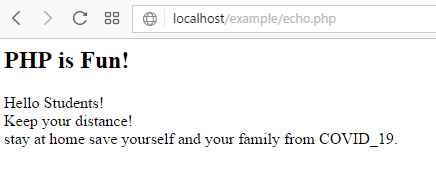 localhost/example/echo.php
PHP is Fun!
Hello Students!
Keep your distance!
stay at home save yourself and your family from COVID_19.